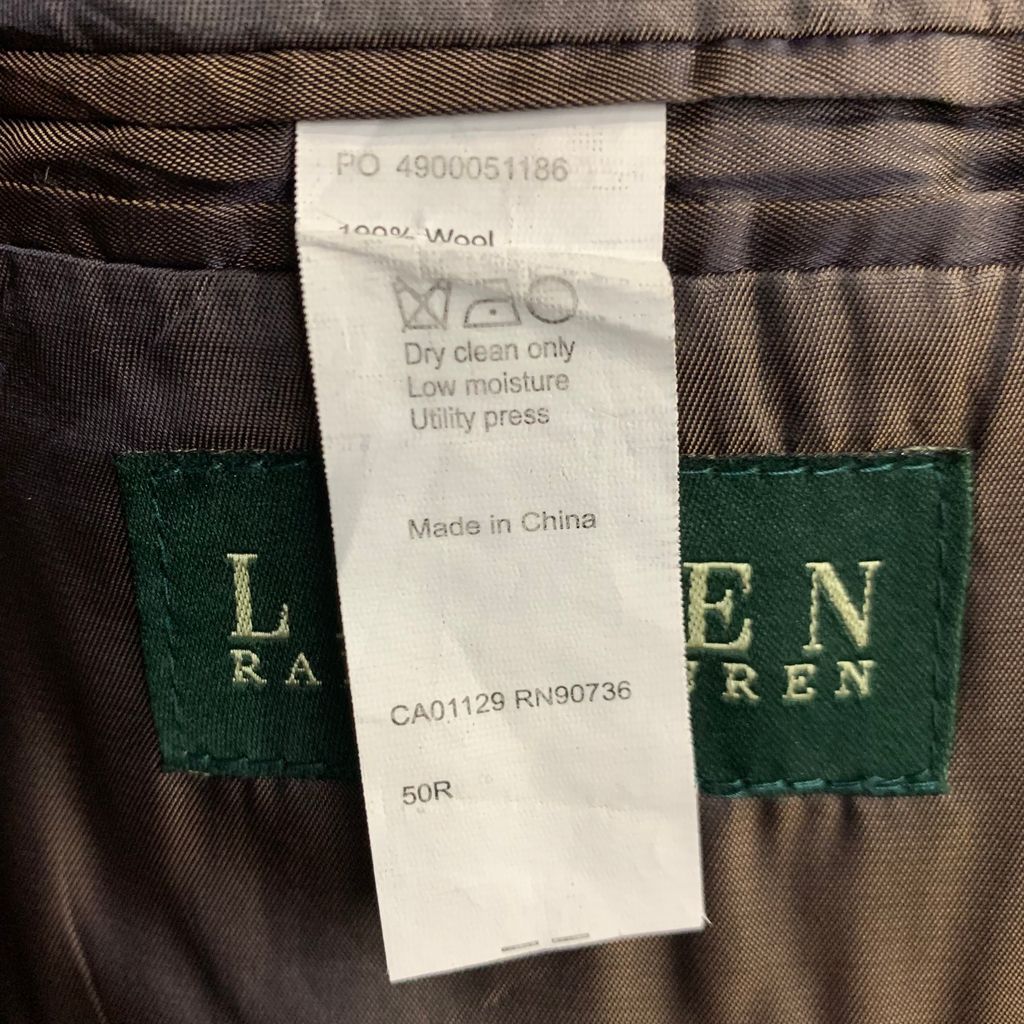 PO 4900051186
100% Wool
Dry clean only
Low moisture
Utility press
Made in China
L EN
RA REN
CA01129 RN90736
50R